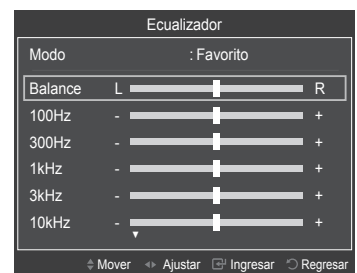 Ecualizador
Modo : Favorito
Balance L R
100Hz - +
300Hz - +
1kHz - +
3kHz - +
10kHz - +
Mover Ajustar Ingresar Regresar